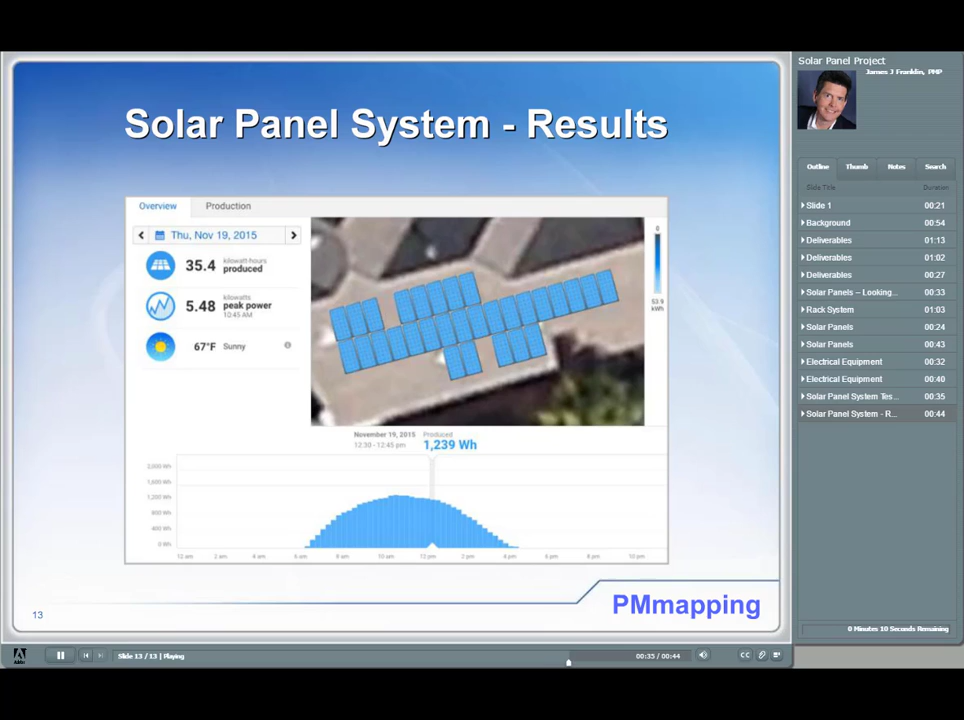 Solar Panel System - Results
Overview
Production
Thu, Nov 19, 2015
35.4
kilowatt-hours
produced
5.48
kilowatts
peak power
10:45 AM
67°F Sunny
53.9
kWh
November 19, 2015
12:30 - 12:45 pm
Produced
1,239 Wh
2,000 Wh
1,600 Wh
1,200 Wh
800 Wh
400 Wh
0 Wh
12 am 2 am 4 am 6 am 8 am 10 am 12 pm 2 pm 4 pm 6 pm 8 pm 10 pm
13
PMmapping
Solar Panel Project
James J Franklin, PMP
Outline Thumb Notes Search
Slide Title Duration
Slide 1 00:21
Background 00:54
Deliverables 01:13
Deliverables 01:02
Deliverables 00:27
Solar Panels – Looking... 00:33
Rack System 01:03
Solar Panels 00:24
Solar Panels 00:43
Electrical Equipment 00:32
Electrical Equipment 00:40
Solar Panel System Tes... 00:35
Solar Panel System - R... 00:44
0 Minutes 10 Seconds Remaining
Adobe
Slide 13 / 13 | Playing
00:35 / 00:44
CC